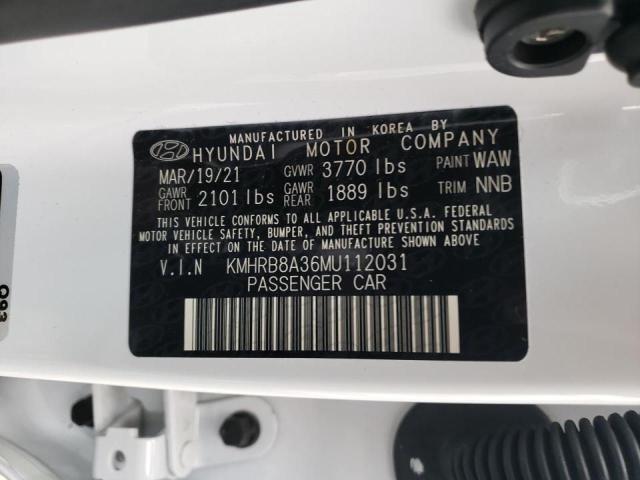 MANUFACTURED IN KOREA BY
HYUNDAI MOTOR COMPANY
MAR/19/21 GVWR 3770 lbs PAINT WAW
GAWR FRONT 2101 lbs GAWR REAR 1889 lbs TRIM NNB
THIS VEHICLE CONFORMS TO ALL APPLICABLE U.S.A. FEDERAL
MOTOR VEHICLE SAFETY, BUMPER, AND THEFT PREVENTION STANDARDS
IN EFFECT ON THE DATE OF MANUFACTURE SHOWN ABOVE
V.I.N KMHRB8A36MU112031
PASSENGER CAR